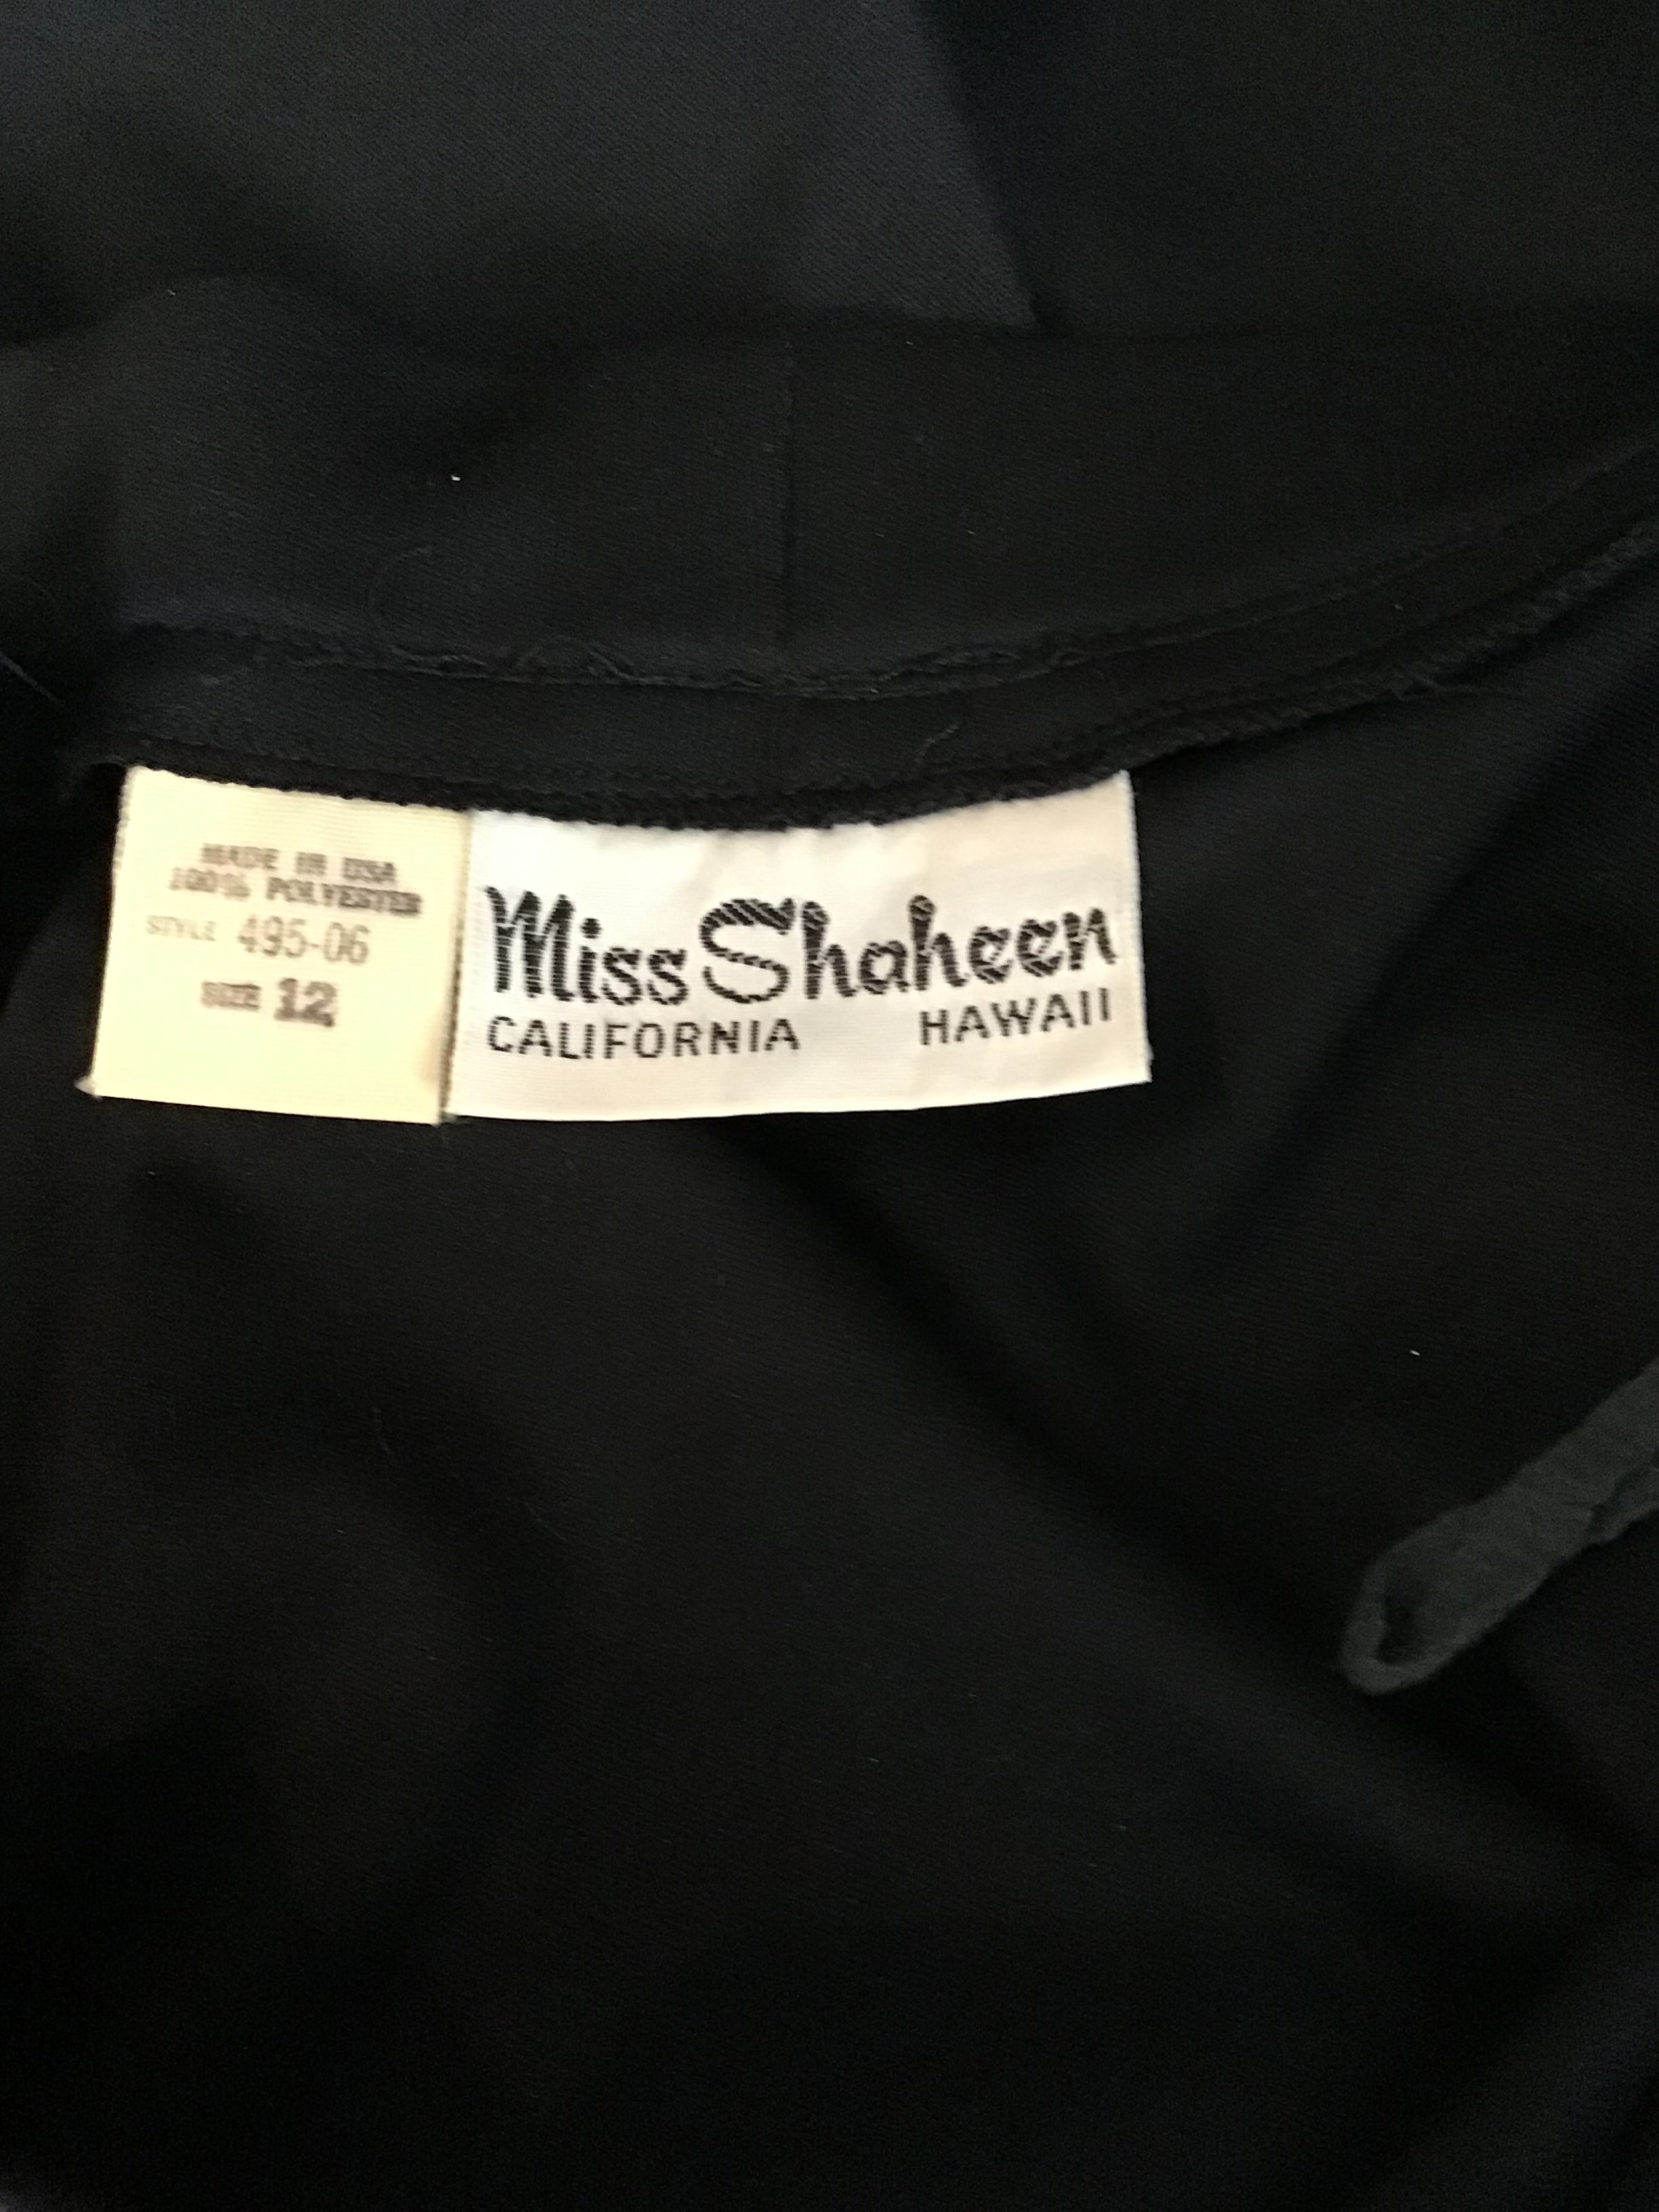 MADE IN USA
100% POLYESTER
STYLE 495-06
SIZE 12
Miss Shaheen
CALIFORNIA HAWAII